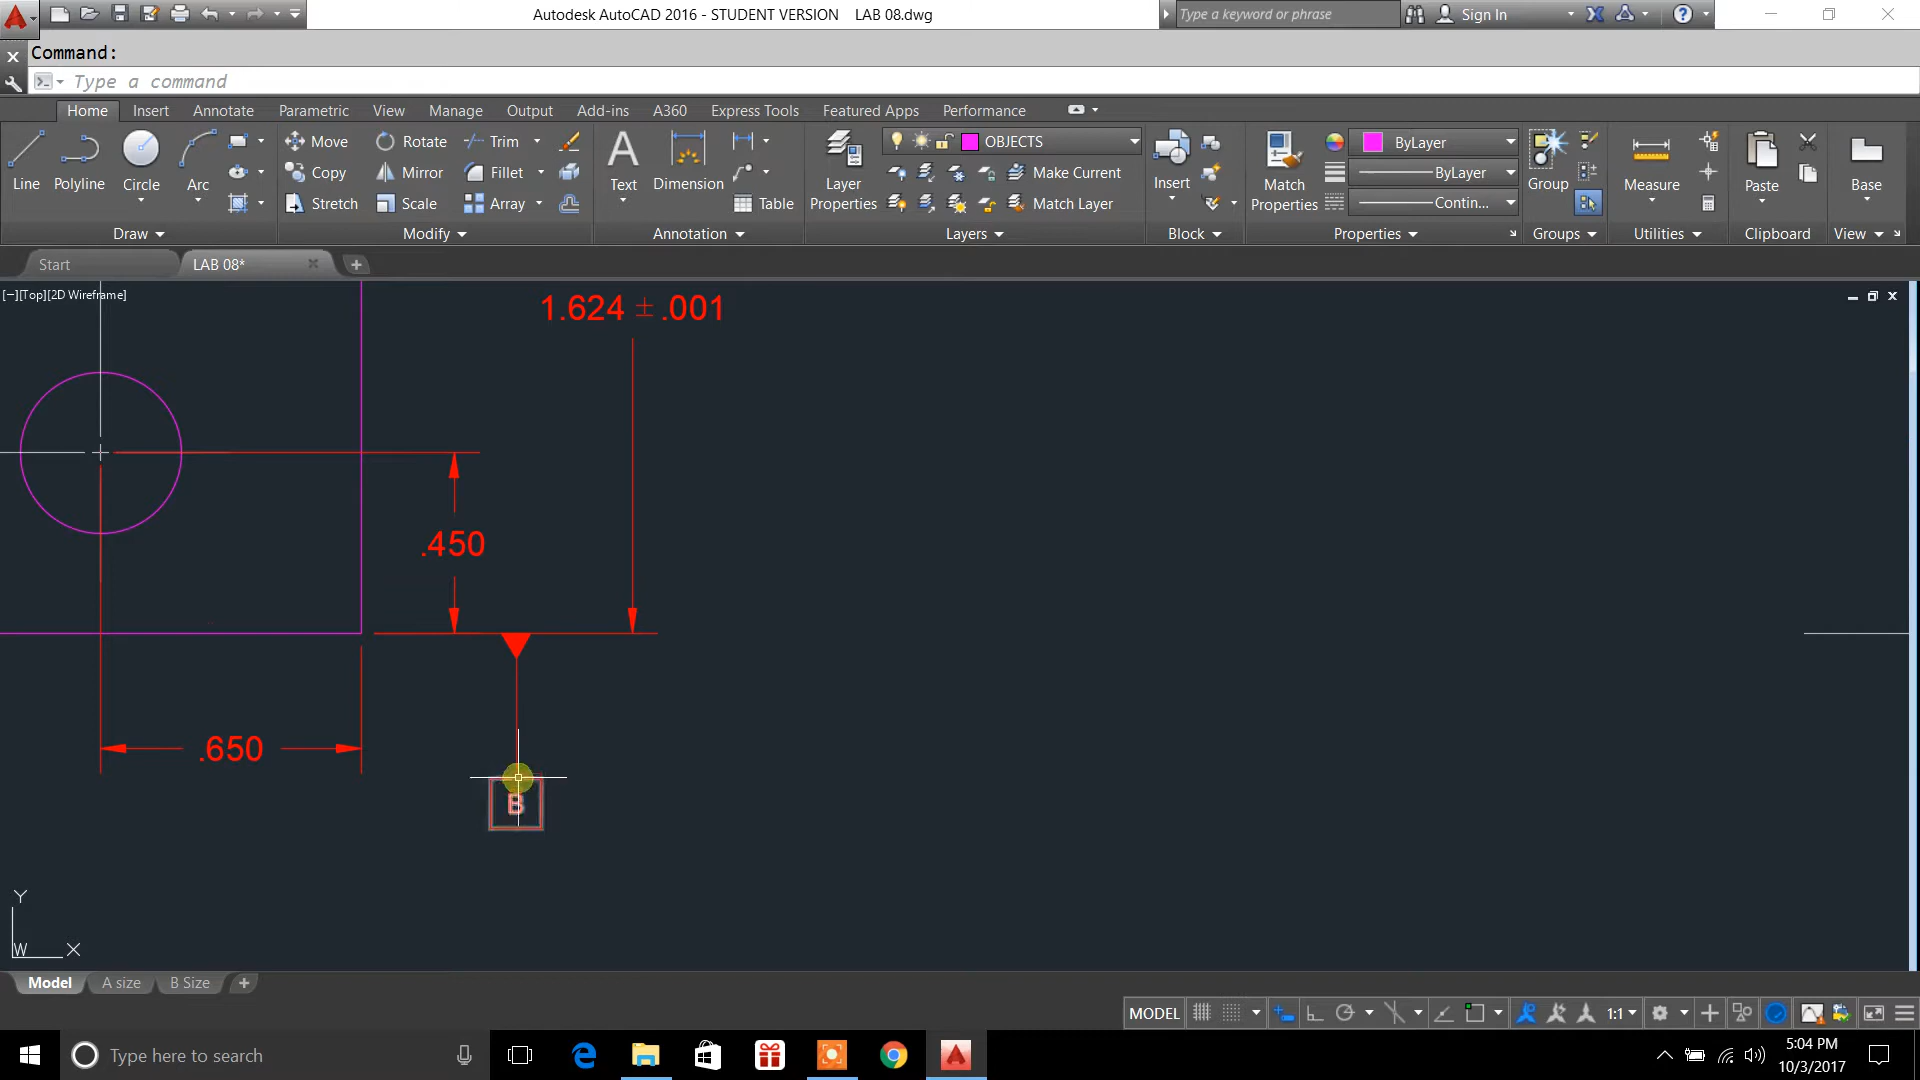 Autodesk AutoCAD 2016 - STUDENT VERSION LAB 08.dwg
Type a keyword or phrase
Sign In
Command:
Type a command
Home Insert Annotate Parametric View Manage Output Add-ins A360 Express Tools Featured Apps Performance
Line Polyline Circle Arc
Draw
Move Rotate Trim
Copy Mirror Fillet
Stretch Scale Array
Modify
Text Dimension Table
Annotation
Layer Properties
OBJECTS
Make Current
Match Layer
Layers
Insert
Block
Match Properties
ByLayer
ByLayer
Contin...
Properties
Group
Groups
Measure
Utilities
Paste
Clipboard
Base
View
Start LAB 08*
[−][Top][2D Wireframe]
1.624 ± .001
.450
.650
B
Y
W X
Model A size B Size
MODEL 1:1
Type here to search
5:04 PM
10/3/2017